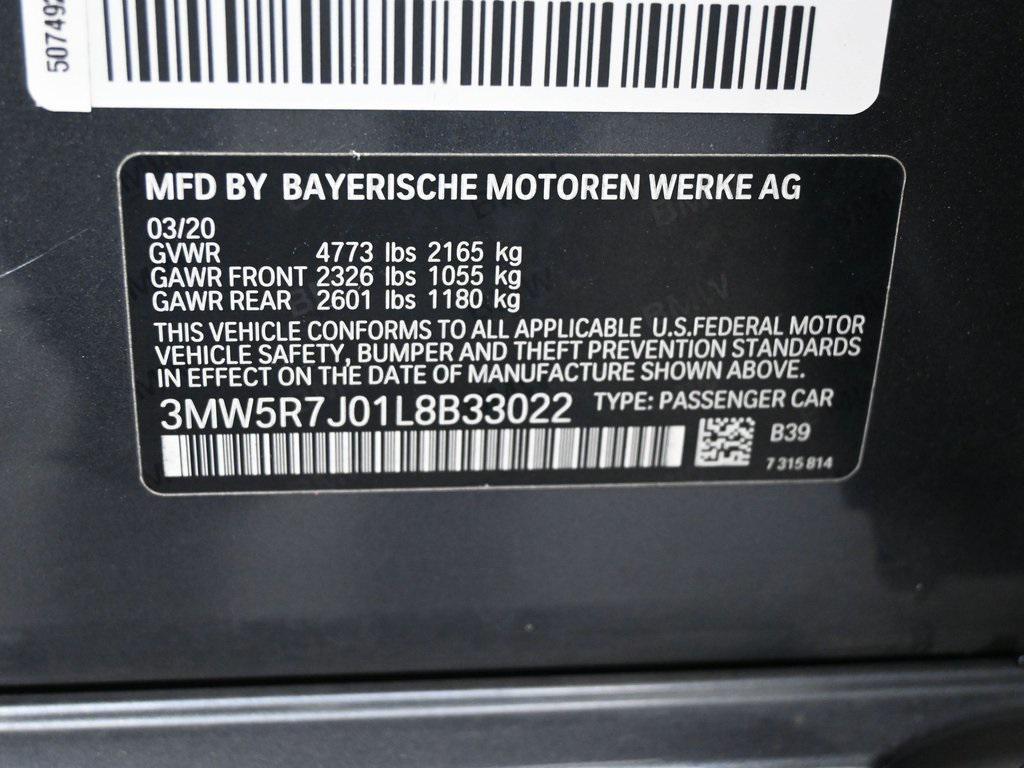 50749
MFD BY BAYERISCHE MOTOREN WERKE AG
03/20
GVWR 4773 lbs 2165 kg
GAWR FRONT 2326 lbs 1055 kg
GAWR REAR 2601 lbs 1180 kg
THIS VEHICLE CONFORMS TO ALL APPLICABLE U.S.FEDERAL MOTOR
VEHICLE SAFETY, BUMPER AND THEFT PREVENTION STANDARDS
IN EFFECT ON THE DATE OF MANUFACTURE SHOWN ABOVE.
3MW5R7J01L8B33022 TYPE: PASSENGER CAR
B39
7 315 814